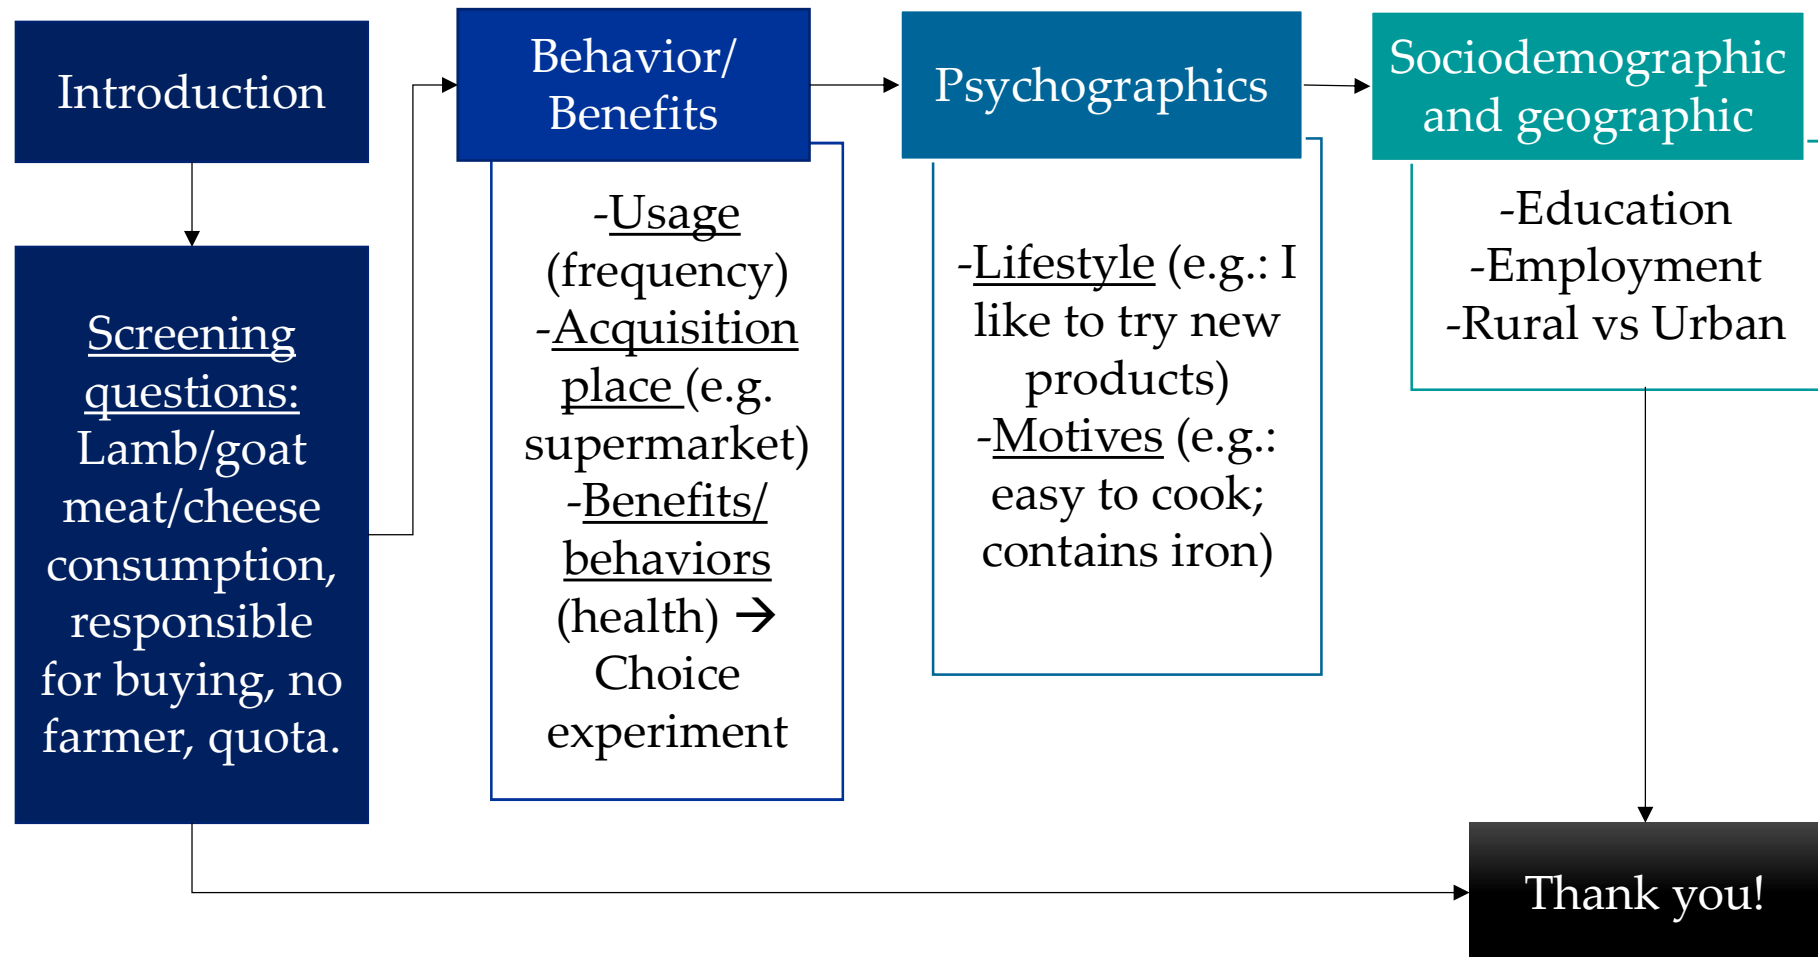 Introduction
Screening
questions:
Lamb/goat
meat/cheese
consumption,
responsible
for buying, no
farmer, quota.
Behavior/
Benefits
-Usage
(frequency)
-Acquisition
place (e.g.
supermarket)
-Benefits/
behaviors
(health) →
Choice
experiment
Psychographics
-Lifestyle (e.g.: I
like to try new
products)
-Motives (e.g.:
easy to cook;
contains iron)
Sociodemographic
and geographic
-Education
-Employment
-Rural vs Urban
Thank you!